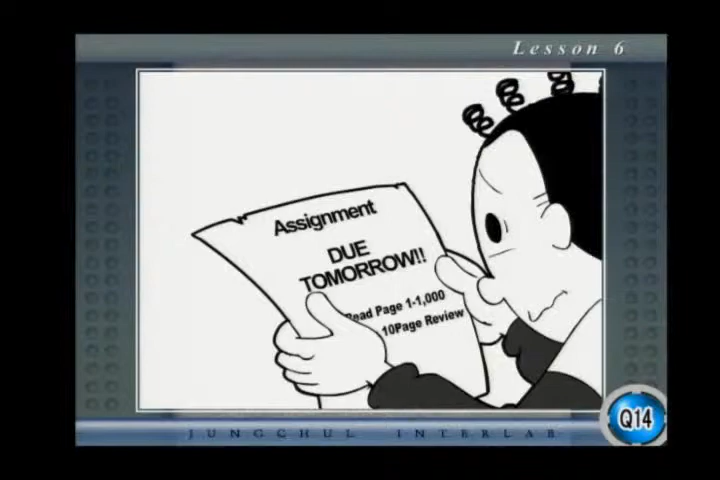 Lesson 6
Assignment
DUE
TOMORROW!!
Read Page 1-1,000
10Page Review
Q14
JUNGCHUL INTERLAB